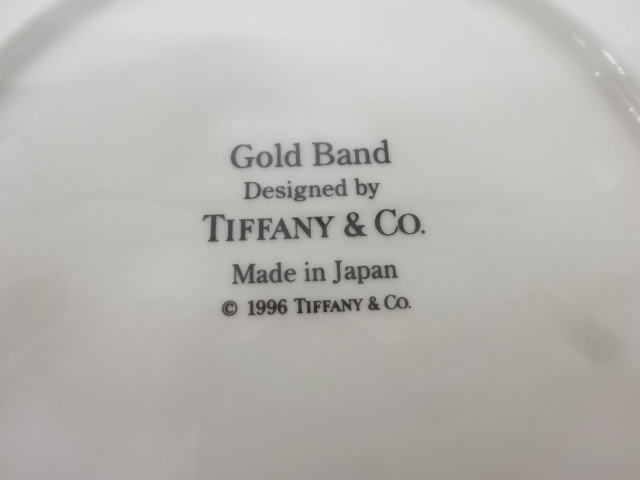 Gold Band
Designed by
TIFFANY & CO.
Made in Japan
© 1996 TIFFANY & CO.